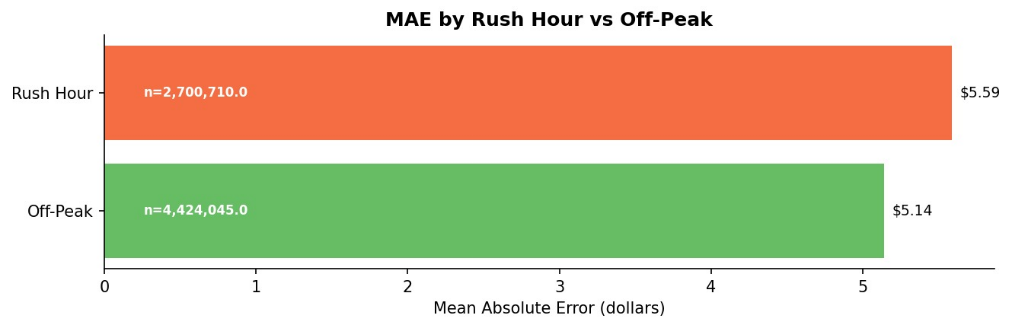 MAE by Rush Hour vs Off-Peak
Rush Hour
n=2,700,710.0
$5.59
Off-Peak
n=4,424,045.0
$5.14
0 1 2 3 4 5
Mean Absolute Error (dollars)